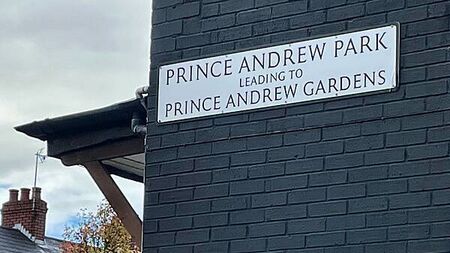 PRINCE ANDREW PARK
LEADING TO
PRINCE ANDREW GARDENS